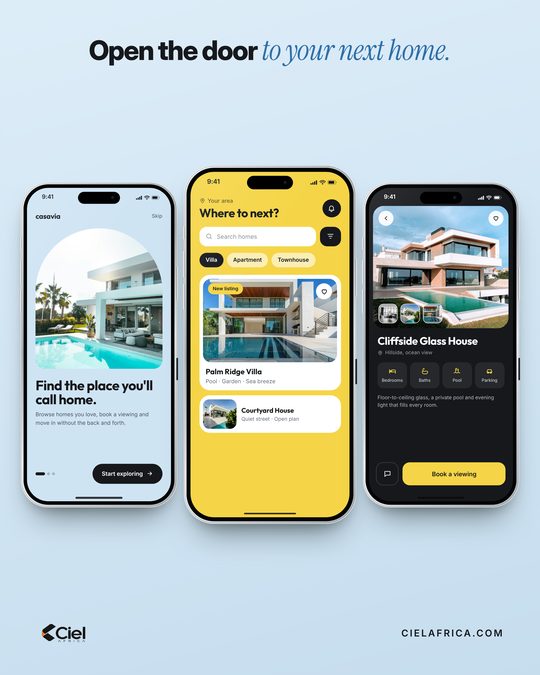 Open the door to your next home.
9:41
casavia
Skip
Find the place you'll
call home.
Browse homes you love, book a viewing and
move in without the back and forth.
Start exploring →
9:41
Your area
Where to next?
Search homes
Villa
Apartment
Townhouse
New listing
Palm Ridge Villa
Pool · Garden · Sea breeze
Courtyard House
Quiet street · Open plan
9:41
Cliffside Glass House
Hillside, ocean view
Bedrooms
Baths
Pool
Parking
Floor-to-ceiling glass, a private pool and evening
light that fills every room.
Book a viewing
Ciel
AFRICA
CIELAFRICA.COM